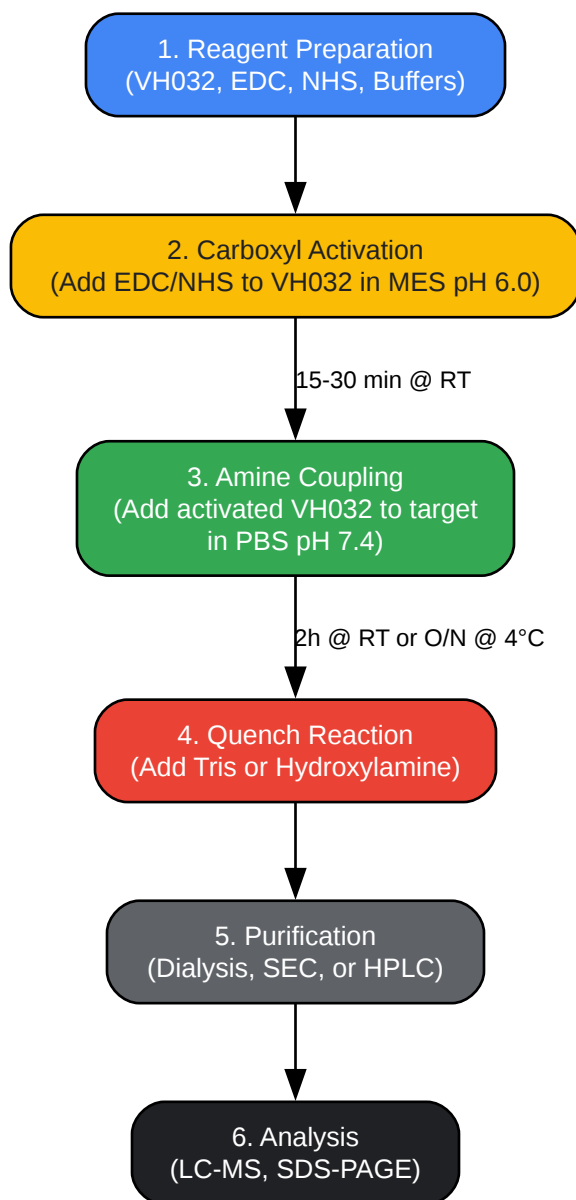 1. Reagent Preparation
(VH032, EDC, NHS, Buffers)
2. Carboxyl Activation
(Add EDC/NHS to VH032 in MES pH 6.0)
15-30 min @ RT
3. Amine Coupling
(Add activated VH032 to target
in PBS pH 7.4)
2h @ RT or O/N @ 4°C
4. Quench Reaction
(Add Tris or Hydroxylamine)
5. Purification
(Dialysis, SEC, or HPLC)
6. Analysis
(LC-MS, SDS-PAGE)